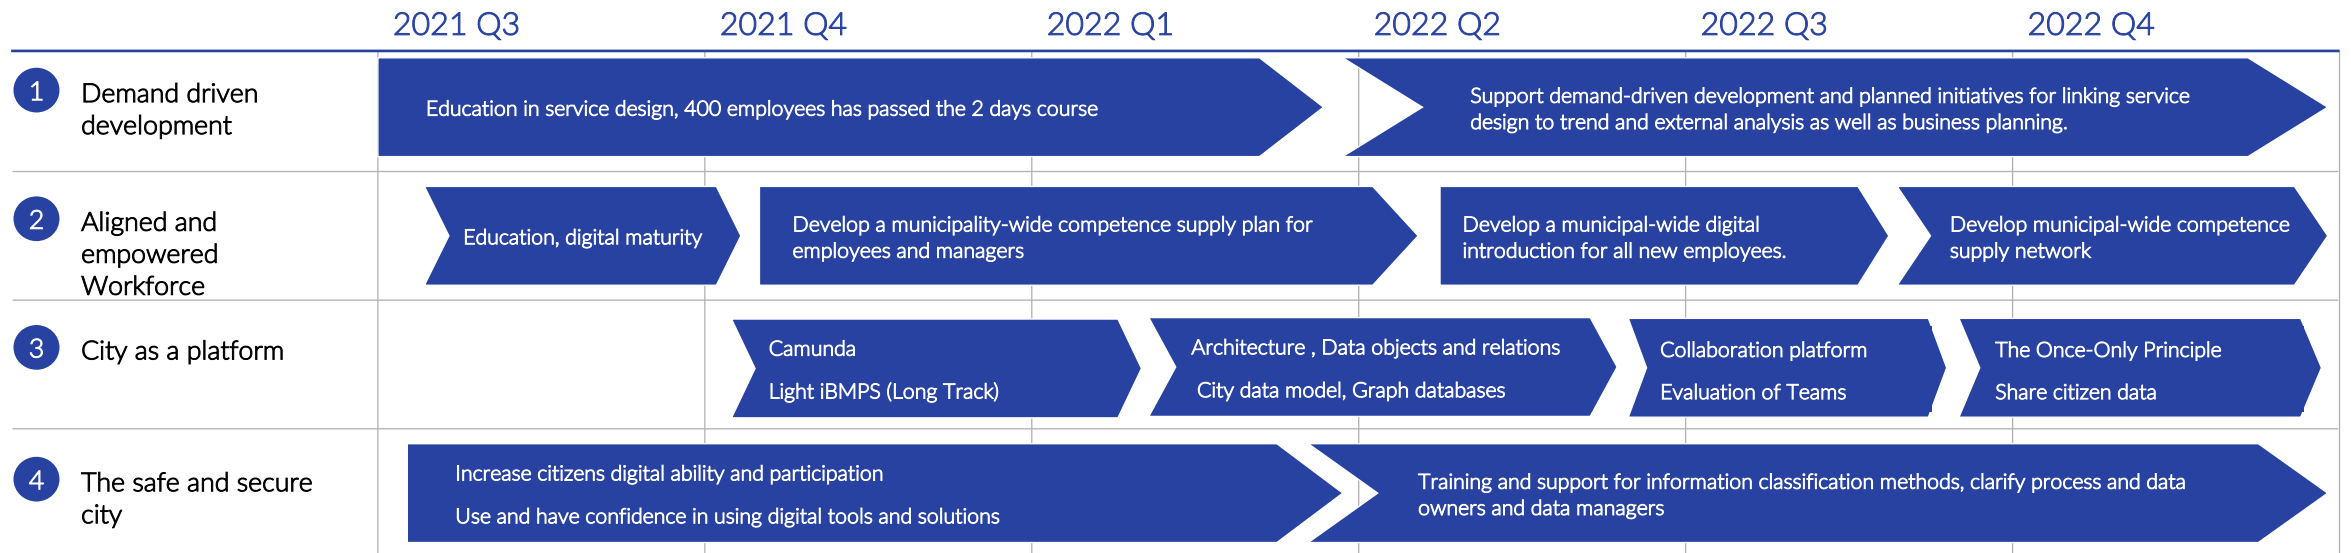 2021 Q3 2021 Q4 2022 Q1 2022 Q2 2022 Q3 2022 Q4
1 Demand driven
development
Education in service design, 400 employees has passed the 2 days course
Support demand-driven development and planned initiatives for linking service
design to trend and external analysis as well as business planning.
2 Aligned and
empowered
Workforce
Education, digital maturity
Develop a municipality-wide competence supply plan for
employees and managers
Develop a municipal-wide digital
introduction for all new employees.
Develop municipal-wide competence
supply network
3 City as a platform
Camunda
Light iBMPS (Long Track)
Architecture , Data objects and relations
City data model, Graph databases
Collaboration platform
Evaluation of Teams
The Once-Only Principle
Share citizen data
4 The safe and secure
city
Increase citizens digital ability and participation
Use and have confidence in using digital tools and solutions
Training and support for information classification methods, clarify process and data
owners and data managers